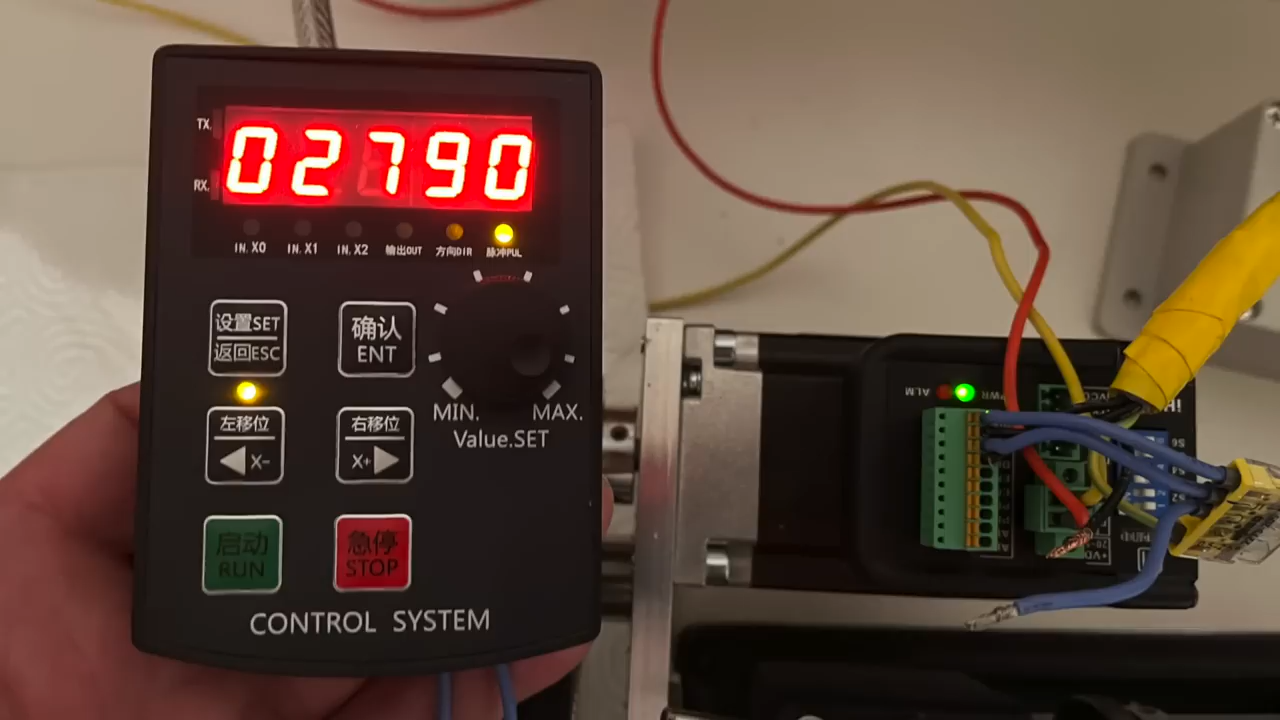 TX.
02790
RX.
IN. X0
IN. X1
IN. X2
输出OUT
方向DIR
脉冲PUL
设置SET
返回ESC
确认
ENT
MIN.
MAX.
Value.SET
左移位
X-
右移位
X+
启动
RUN
急停
STOP
CONTROL SYSTEM
ALM
PWR